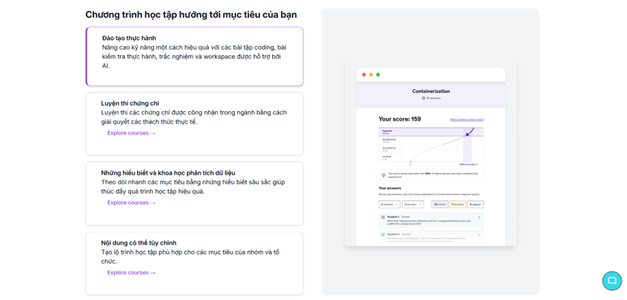 Chương trình học tập hướng tới mục tiêu của bạn
Đào tạo thực hành
Nâng cao kỹ năng một cách hiệu quả với các bài tập coding, bài
kiểm tra thực hành, trắc nghiệm và workspace được hỗ trợ bởi
AI.
Luyện thi chứng chỉ
Luyện thi các chứng chỉ được công nhận trong ngành bằng cách
giải quyết các thách thức thực tế.
Explore courses →
Những hiểu biết và khoa học phân tích dữ liệu
Theo dõi nhanh các mục tiêu bằng những hiểu biết sâu sắc giúp
thúc đẩy quá trình học tập hiệu quả.
Explore courses →
Nội dung có thể tùy chỉnh
Tạo lộ trình học tập phù hợp cho các mục tiêu của nhóm và tổ
chức.
Explore courses →
Containerization
Your score: 159
Your answers